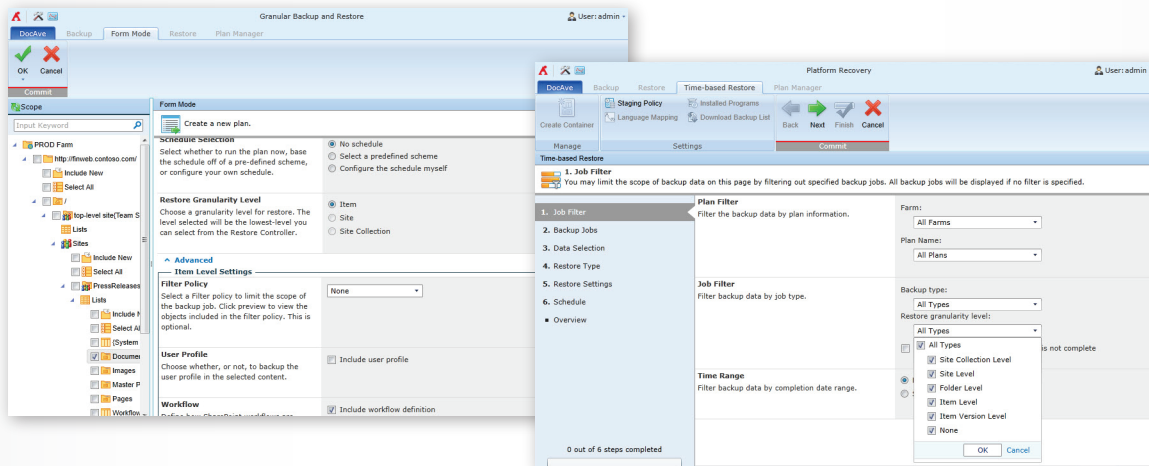 Granular Backup and Restore
User: admin
DocAve
Backup
Form Mode
Restore
Plan Manager
OK
Cancel
Commit
Scope
Form Mode
Input Keyword
Create a new plan.
PROD Farm
http://finweb.contoso.com/
Include New
Select All
/
top-level site(Team S
Lists
Sites
Include New
Select All
PressReleases
Lists
Include N
Select Al
(System
Docume
Images
Master P
Pages
Workflow
Schedule Selection
Select whether to run the plan now, base
the schedule off of a pre-defined scheme,
or configure your own schedule.
No schedule
Select a predefined scheme
Configure the schedule myself
Restore Granularity Level
Choose a granularity level for restore. The
level selected will be the lowest-level you
can select from the Restore Controller.
Item
Site
Site Collection
Advanced
Item Level Settings
Filter Policy
Select a Filter policy to limit the scope of
the backup job. Click preview to view the
objects included in the filter policy. This is
optional.
None
User Profile
Choose whether, or not, to backup the
user profile in the selected content.
Include user profile
Workflow
Define how SharePoint workflows are
Include workflow definition
Platform Recovery
User: admin
DocAve
Backup
Restore
Time-based Restore
Plan Manager
Create Container
Staging Policy
Language Mapping
Installed Programs
Download Backup List
Back
Next
Finish
Cancel
Manage
Settings
Commit
Time-based Restore
1. Job Filter
You may limit the scope of backup data on this page by filtering out specified backup jobs. All backup jobs will be displayed if no filter is specified.
1. Job Filter
2. Backup Jobs
3. Data Selection
4. Restore Type
5. Restore Settings
6. Schedule
Overview
0 out of 6 steps completed
Plan Filter
Filter the backup data by plan information.
Farm:
All Farms
Plan Name:
All Plans
Job Filter
Filter backup data by job type.
Backup type:
All Types
Restore granularity level:
All Types
is not complete
All Types
Site Collection Level
Site Level
Folder Level
Item Level
Item Version Level
None
OK
Cancel
Time Range
Filter backup data by completion date range.